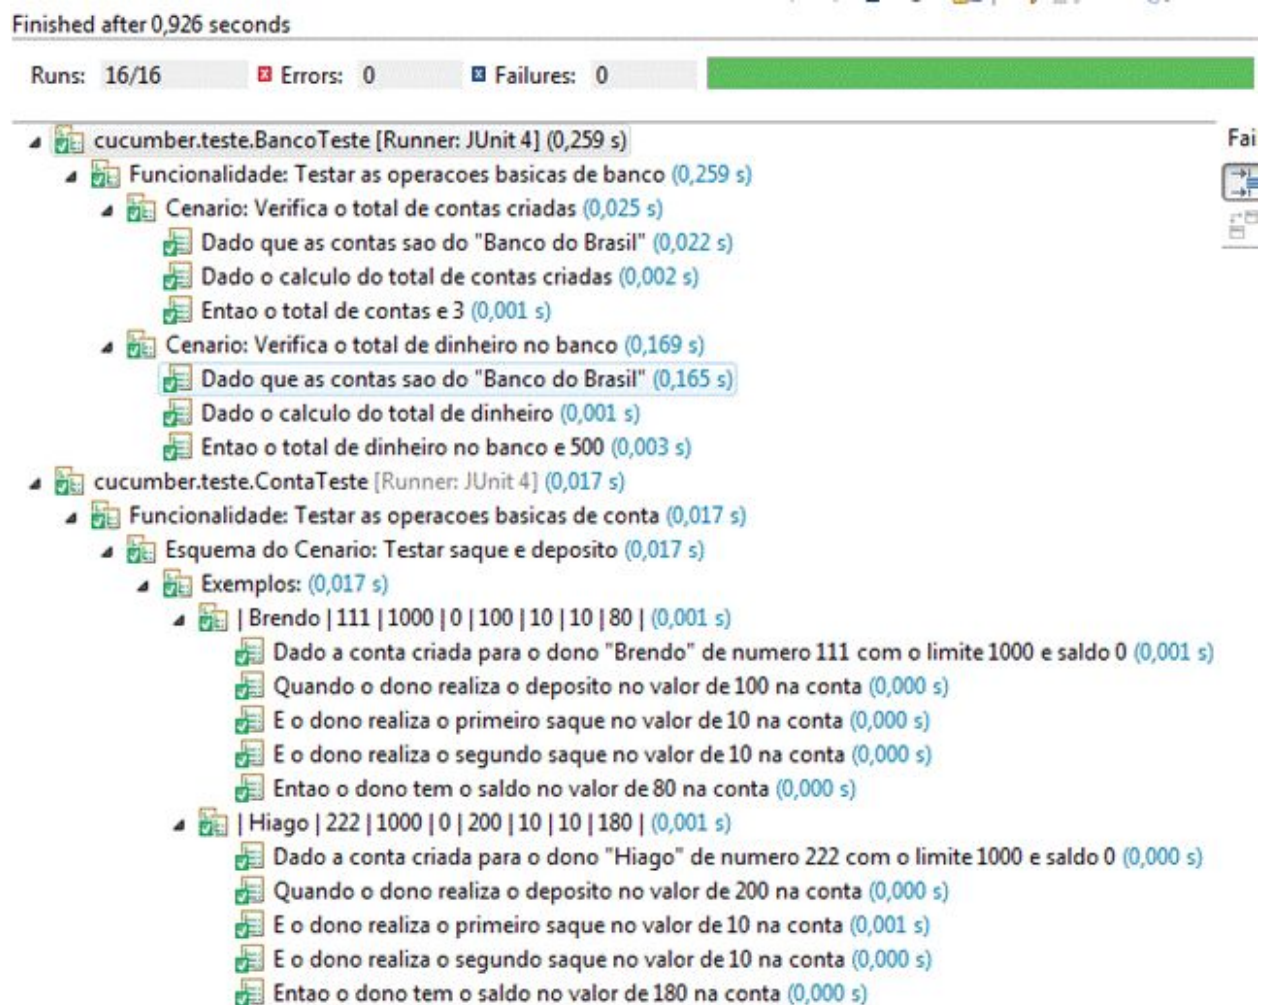 Finished after 0,926 seconds
Runs: 16/16 Errors: 0 Failures: 0
cucumber.teste.BancoTeste [Runner: JUnit 4] (0,259 s)
Fai
Funcionalidade: Testar as operacoes basicas de banco (0,259 s)
Cenario: Verifica o total de contas criadas (0,025 s)
Dado que as contas sao do "Banco do Brasil" (0,022 s)
Dado o calculo do total de contas criadas (0,002 s)
Entao o total de contas e 3 (0,001 s)
Cenario: Verifica o total de dinheiro no banco (0,169 s)
Dado que as contas sao do "Banco do Brasil" (0,165 s)
Dado o calculo do total de dinheiro (0,001 s)
Entao o total de dinheiro no banco e 500 (0,003 s)
cucumber.teste.ContaTeste [Runner: JUnit 4] (0,017 s)
Funcionalidade: Testar as operacoes basicas de conta (0,017 s)
Esquema do Cenario: Testar saque e deposito (0,017 s)
Exemplos: (0,017 s)
| Brendo | 111 | 1000 | 0 | 100 | 10 | 10 | 80 | (0,001 s)
Dado a conta criada para o dono "Brendo" de numero 111 com o limite 1000 e saldo 0 (0,001 s)
Quando o dono realiza o deposito no valor de 100 na conta (0,000 s)
E o dono realiza o primeiro saque no valor de 10 na conta (0,000 s)
E o dono realiza o segundo saque no valor de 10 na conta (0,000 s)
Entao o dono tem o saldo no valor de 80 na conta (0,000 s)
| Hiago | 222 | 1000 | 0 | 200 | 10 | 10 | 180 | (0,001 s)
Dado a conta criada para o dono "Hiago" de numero 222 com o limite 1000 e saldo 0 (0,000 s)
Quando o dono realiza o deposito no valor de 200 na conta (0,000 s)
E o dono realiza o primeiro saque no valor de 10 na conta (0,001 s)
E o dono realiza o segundo saque no valor de 10 na conta (0,000 s)
Entao o dono tem o saldo no valor de 180 na conta (0,000 s)